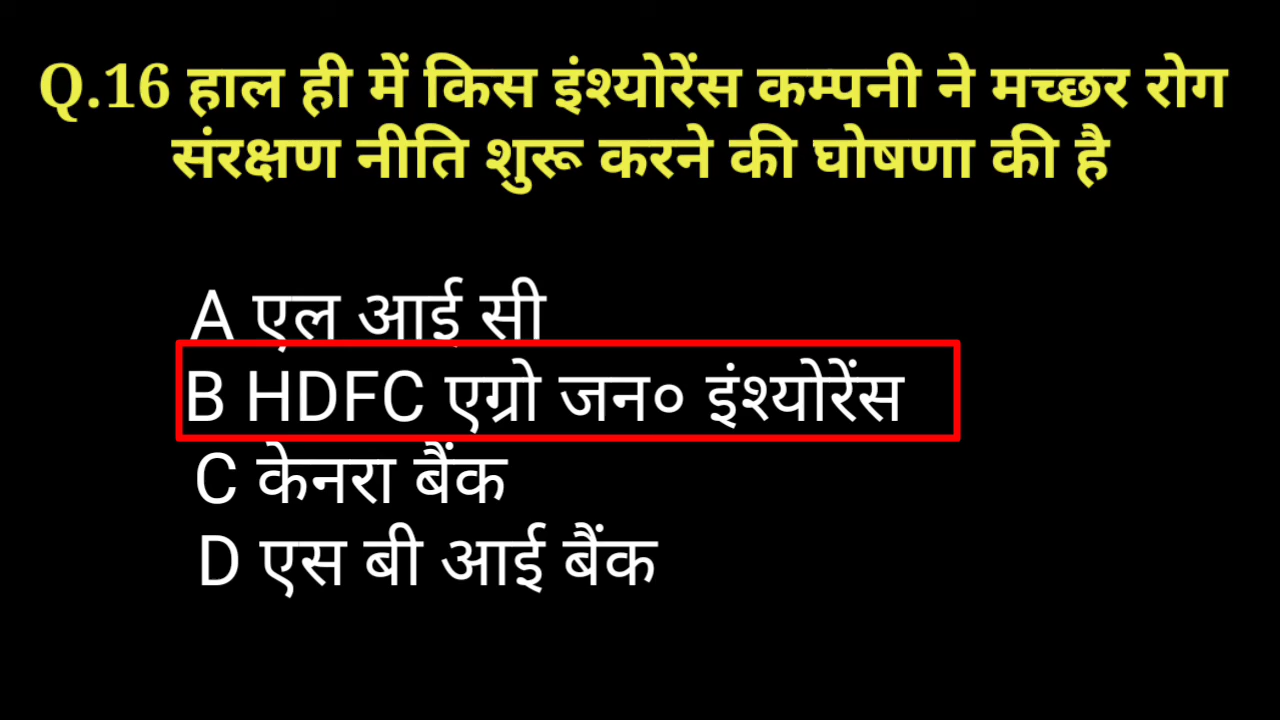 Q.16 हाल ही में किस इंश्योरेंस कम्पनी ने मच्छर रोग
संरक्षण नीति शुरू करने की घोषणा की है
A एल आई सी
B HDFC एग्रो जन० इंश्योरेंस
C केनरा बैंक
D एस बी आई बैंक